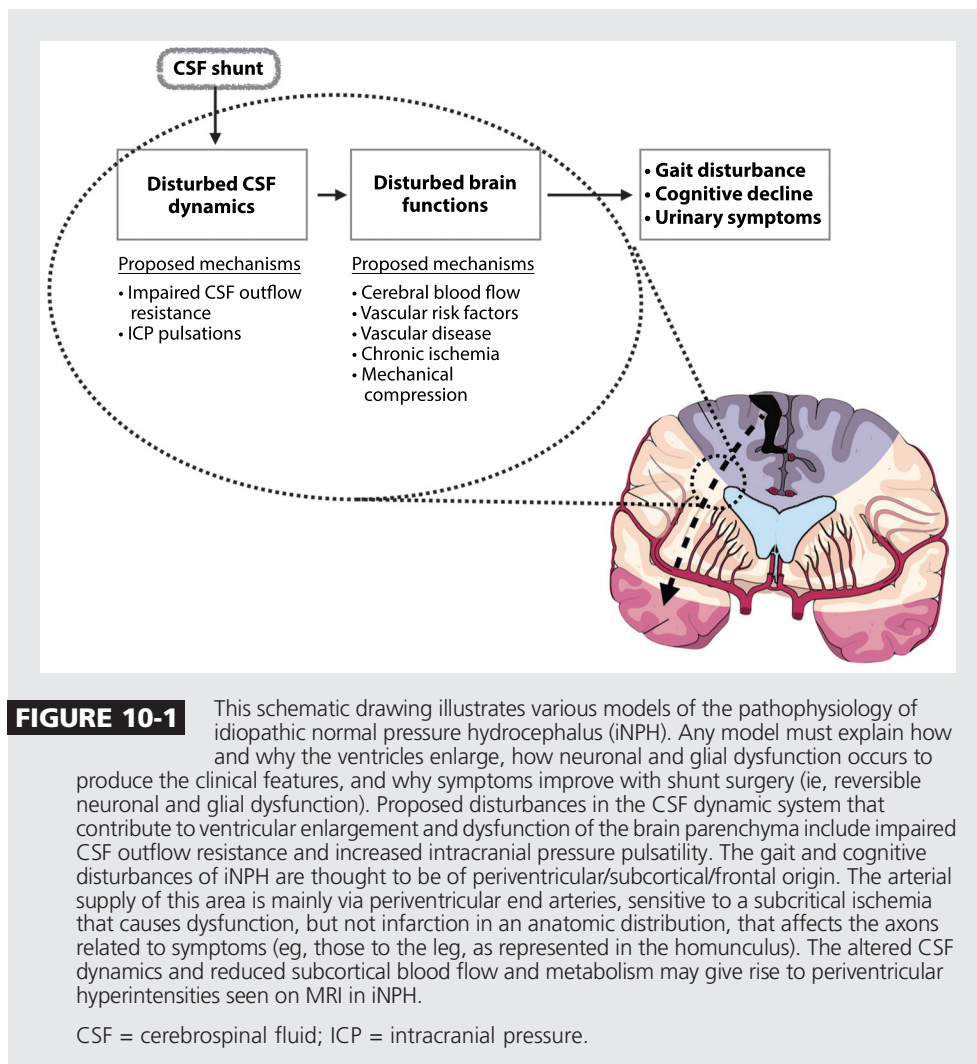 CSF shunt
Disturbed CSF
dynamics
Disturbed brain
functions
• Gait disturbance
• Cognitive decline
• Urinary symptoms
Proposed mechanisms
• Impaired CSF outflow
resistance
• ICP pulsations
Proposed mechanisms
• Cerebral blood flow
• Vascular risk factors
• Vascular disease
• Chronic ischemia
• Mechanical
compression
FIGURE 10-1 This schematic drawing illustrates various models of the pathophysiology of
idiopathic normal pressure hydrocephalus (iNPH). Any model must explain how
and why the ventricles enlarge, how neuronal and glial dysfunction occurs to
produce the clinical features, and why symptoms improve with shunt surgery (ie, reversible
neuronal and glial dysfunction). Proposed disturbances in the CSF dynamic system that
contribute to ventricular enlargement and dysfunction of the brain parenchyma include impaired
CSF outflow resistance and increased intracranial pressure pulsatility. The gait and cognitive
disturbances of iNPH are thought to be of periventricular/subcortical/frontal origin. The arterial
supply of this area is mainly via periventricular end arteries, sensitive to a subcritical ischemia
that causes dysfunction, but not infarction in an anatomic distribution, that affects the axons
related to symptoms (eg, those to the leg, as represented in the homunculus). The altered CSF
dynamics and reduced subcortical blood flow and metabolism may give rise to periventricular
hyperintensities seen on MRI in iNPH.
CSF = cerebrospinal fluid; ICP = intracranial pressure.